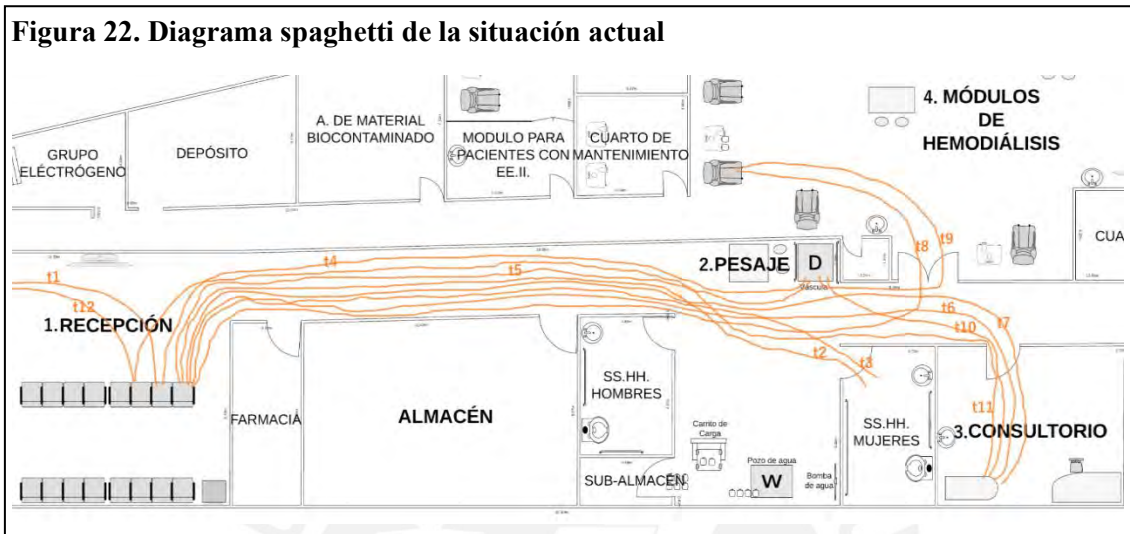 Figura 22. Diagrama spaghetti de la situación actual
4. MÓDULOS
DE
HEMODIÁLISIS
A. DE MATERIAL
BIOCONTAMINADO
GRUPO
ELÉCTRÓGENO
DEPÓSITO
MODULO PARA
PACIENTES CON
EE.II.
CUARTO DE
MANTENIMIENTO
CUA
t1
t4
t5
t8
t9
2.PESAJE
D
Báscula
t12
1.RECEPCIÓN
t6
t7
t10
t2
t3
t11
SS.HH.
HOMBRES
FARMACIA
ALMACÉN
SS.HH.
MUJERES
3.CONSULTORIO
Carrito de
Carga
Pozo de agua
W
Bomba
de agua
SUB-ALMACÉN